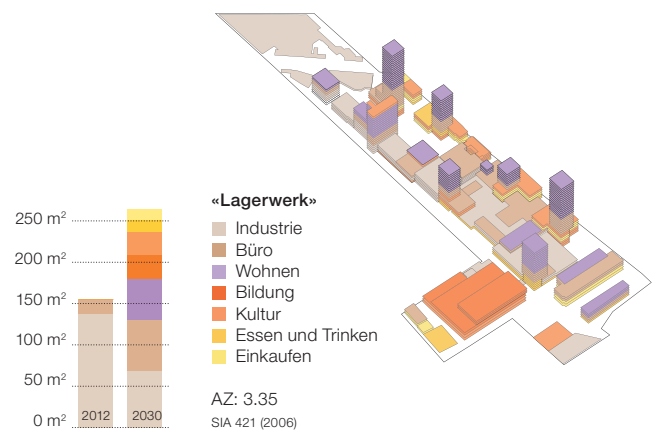 250 m²
200 m²
150 m²
100 m²
50 m²
0 m²
2012
2030
«Lagerwerk»
Industrie
Büro
Wohnen
Bildung
Kultur
Essen und Trinken
Einkaufen
AZ: 3.35
SIA 421 (2006)